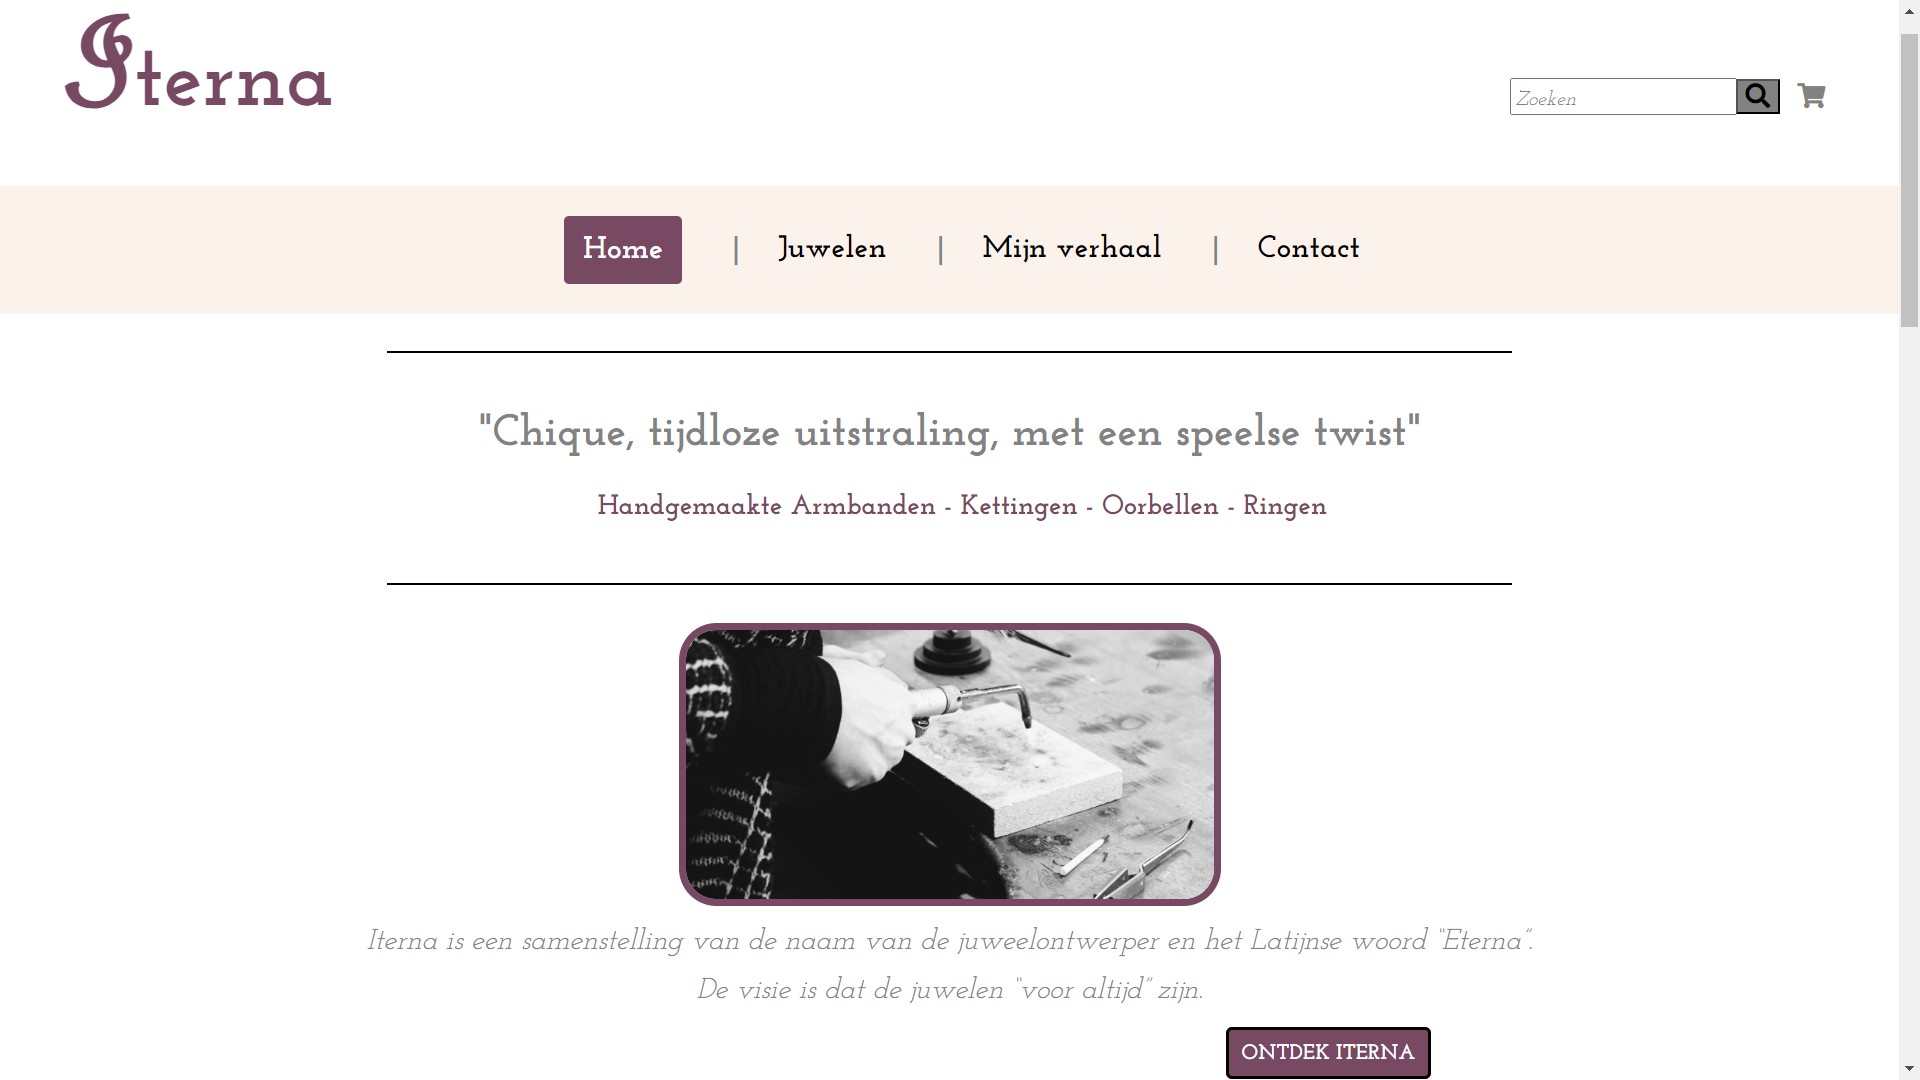 Iterna
Zoeken
Home | Juwelen | Mijn verhaal | Contact
"Chique, tijdloze uitstraling, met een speelse twist"
Handgemaakte Armbanden - Kettingen - Oorbellen - Ringen
Iterna is een samenstelling van de naam van de juweelontwerper en het Latijnse woord “Eterna”.
De visie is dat de juwelen “voor altijd” zijn.
ONTDEK ITERNA